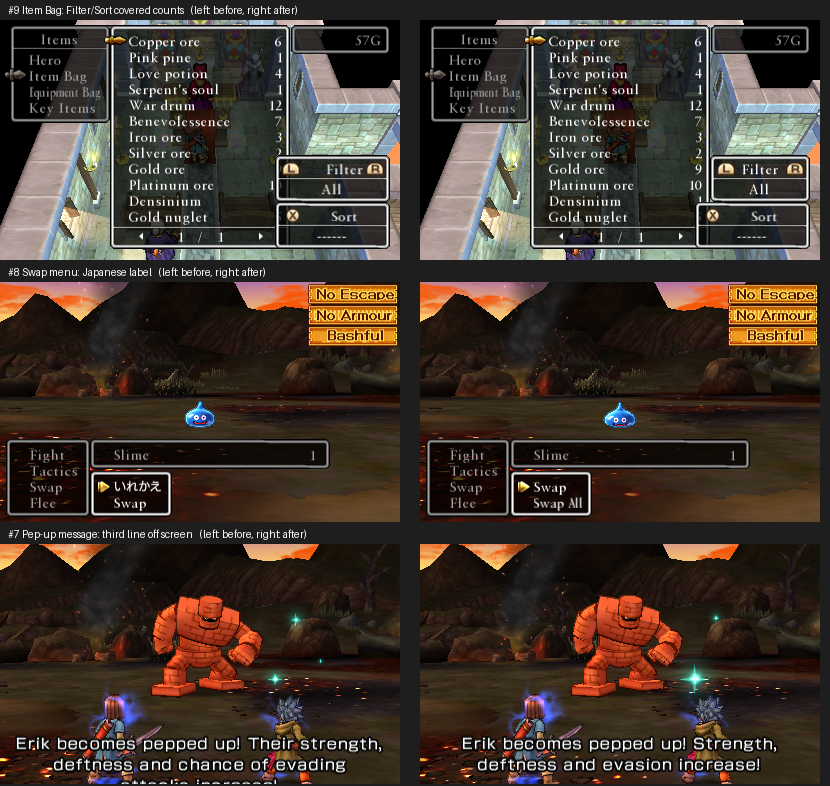 #9 Item Bag: Filter/Sort covered counts (left before, right after)
Items
Hero
Item Bag
Equipment Bag
Key Items
Copper ore 6
Pink pine 1
Love potion 4
Serpent's soul 1
War drum 12
Benevolessence 7
Iron ore 3
Silver ore 2
Gold ore
Platinum ore 1
Densinium
Gold nuglet
1 / 1
57G
L Filter R
All
X Sort
------
Items
Hero
Item Bag
Equipment Bag
Key Items
Copper ore 6
Pink pine 1
Love potion 4
Serpent's soul 1
War drum 12
Benevolessence 7
Iron ore 3
Silver ore 2
Gold ore 9
Platinum ore 10
Densinium 1
Gold nuglet
1 / 1
57G
L Filter R
All
X Sort
------
#8 Swap menu: Japanese label (left before, right after)
No Escape
No Armour
Bashful
Fight
Tactics
Swap
Flee
Slime 1
いれかえ
Swap
No Escape
No Armour
Bashful
Fight
Tactics
Swap
Flee
Slime 1
Swap
Swap All
#7 Pep-up message: third line offscreen (left before, right after)
Erik becomes pepped up! Their strength,
deftness and chance of evading
attacks increase!
Erik becomes pepped up! Strength,
deftness and evasion increase!